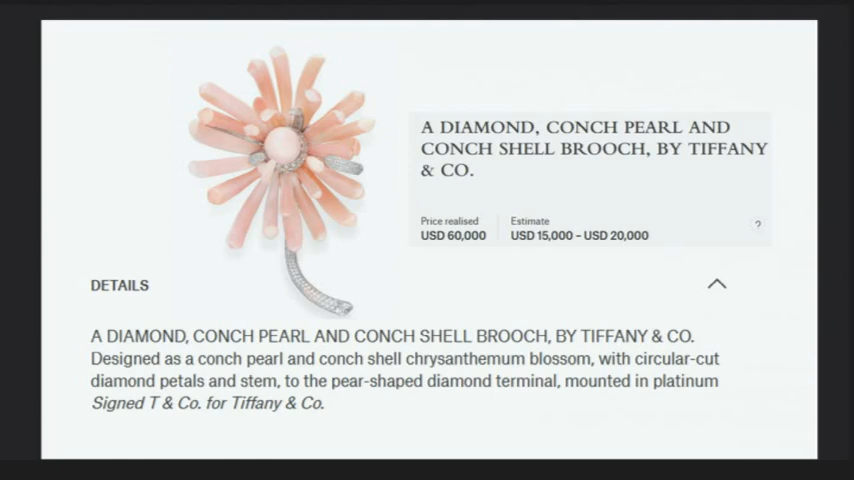 A DIAMOND, CONCH PEARL AND
CONCH SHELL BROOCH, BY TIFFANY
& CO.
Price realised
USD 60,000
Estimate
USD 15,000 – USD 20,000
?
DETAILS
A DIAMOND, CONCH PEARL AND CONCH SHELL BROOCH, BY TIFFANY & CO.
Designed as a conch pearl and conch shell chrysanthemum blossom, with circular-cut
diamond petals and stem, to the pear-shaped diamond terminal, mounted in platinum
Signed T & Co. for Tiffany & Co.